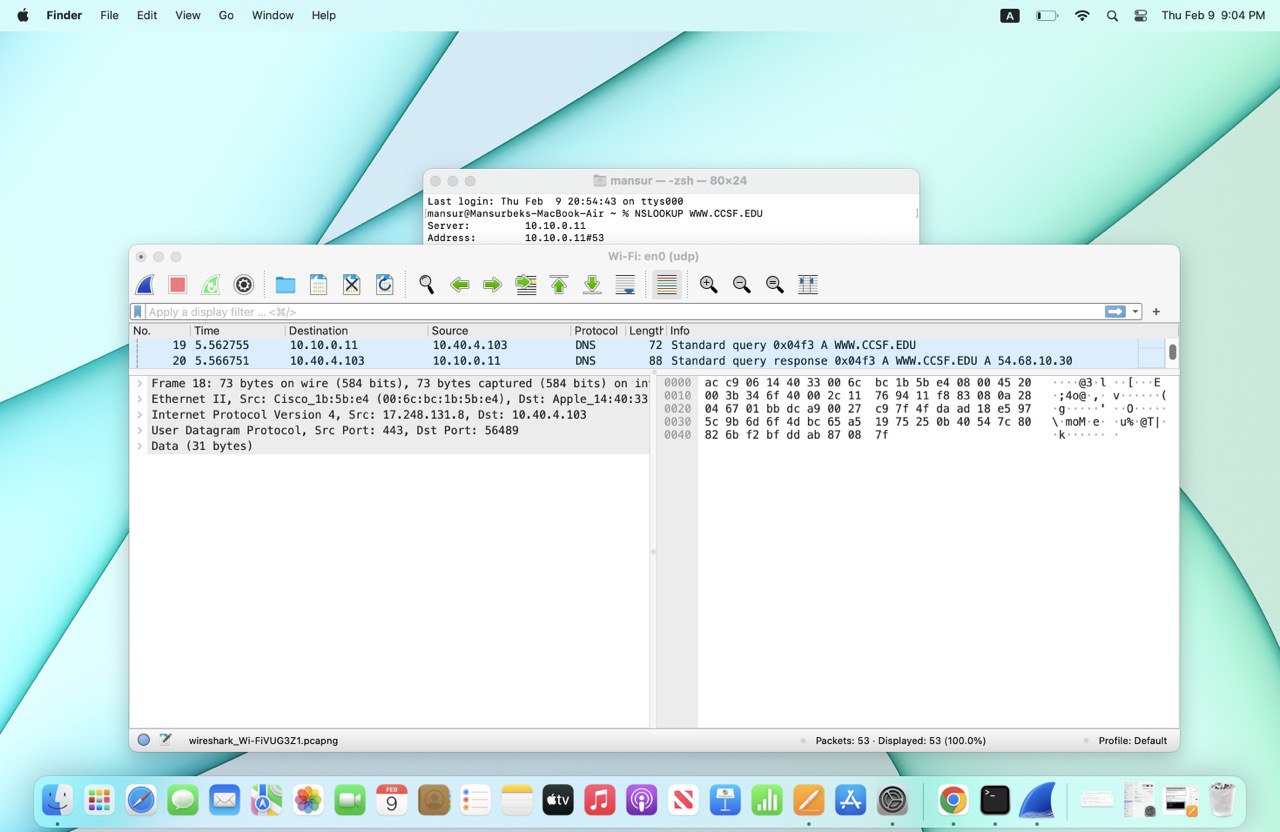 Finder File Edit View Go Window Help A Thu Feb 9 9:04 PM
mansur — -zsh — 80×24
Last login: Thu Feb  9 20:54:43 on ttys000
[mansur@Mansurbeks-MacBook-Air ~ % NSLOOKUP WWW.CCSF.EDU ]
Server: 10.10.0.11
Address: 10.10.0.11#53
Wi-Fi: en0 (udp)
Apply a display filter ... <⌘/> +
No. Time Destination Source Protocol Length Info
19 5.562755 10.10.0.11 10.40.4.103 DNS 72 Standard query 0x04f3 A WWW.CCSF.EDU
20 5.566751 10.40.4.103 10.10.0.11 DNS 88 Standard query response 0x04f3 A WWW.CCSF.EDU A 54.68.10.30
Frame 18: 73 bytes on wire (584 bits), 73 bytes captured (584 bits) on in
Ethernet II, Src: Cisco_1b:5b:e4 (00:6c:bc:1b:5b:e4), Dst: Apple_14:40:33
Internet Protocol Version 4, Src: 17.248.131.8, Dst: 10.40.4.103
User Datagram Protocol, Src Port: 443, Dst Port: 56489
Data (31 bytes)
0000 ac c9 06 14 40 33 00 6c bc 1b 5b e4 08 00 45 20 ····@3·l ··[···E
0010 00 3b 34 6f 40 00 2c 11 76 94 11 f8 83 08 0a 28 ·;4o@·,· v······(
0020 04 67 01 bb dc a9 00 27 c9 7f 4f da ad 18 e5 97 ·g·····' ··O·····
0030 5c 9b 6d 6f 4d bc 65 a5 19 75 25 0b 40 54 7c 80 \·moM·e· ·u%·@T|·
0040 82 6b f2 bf dd ab 87 08 7f ·k······ ·
wireshark_Wi-FiVUG3Z1.pcapng Packets: 53 · Displayed: 53 (100.0%) Profile: Default
FEB
9
tv